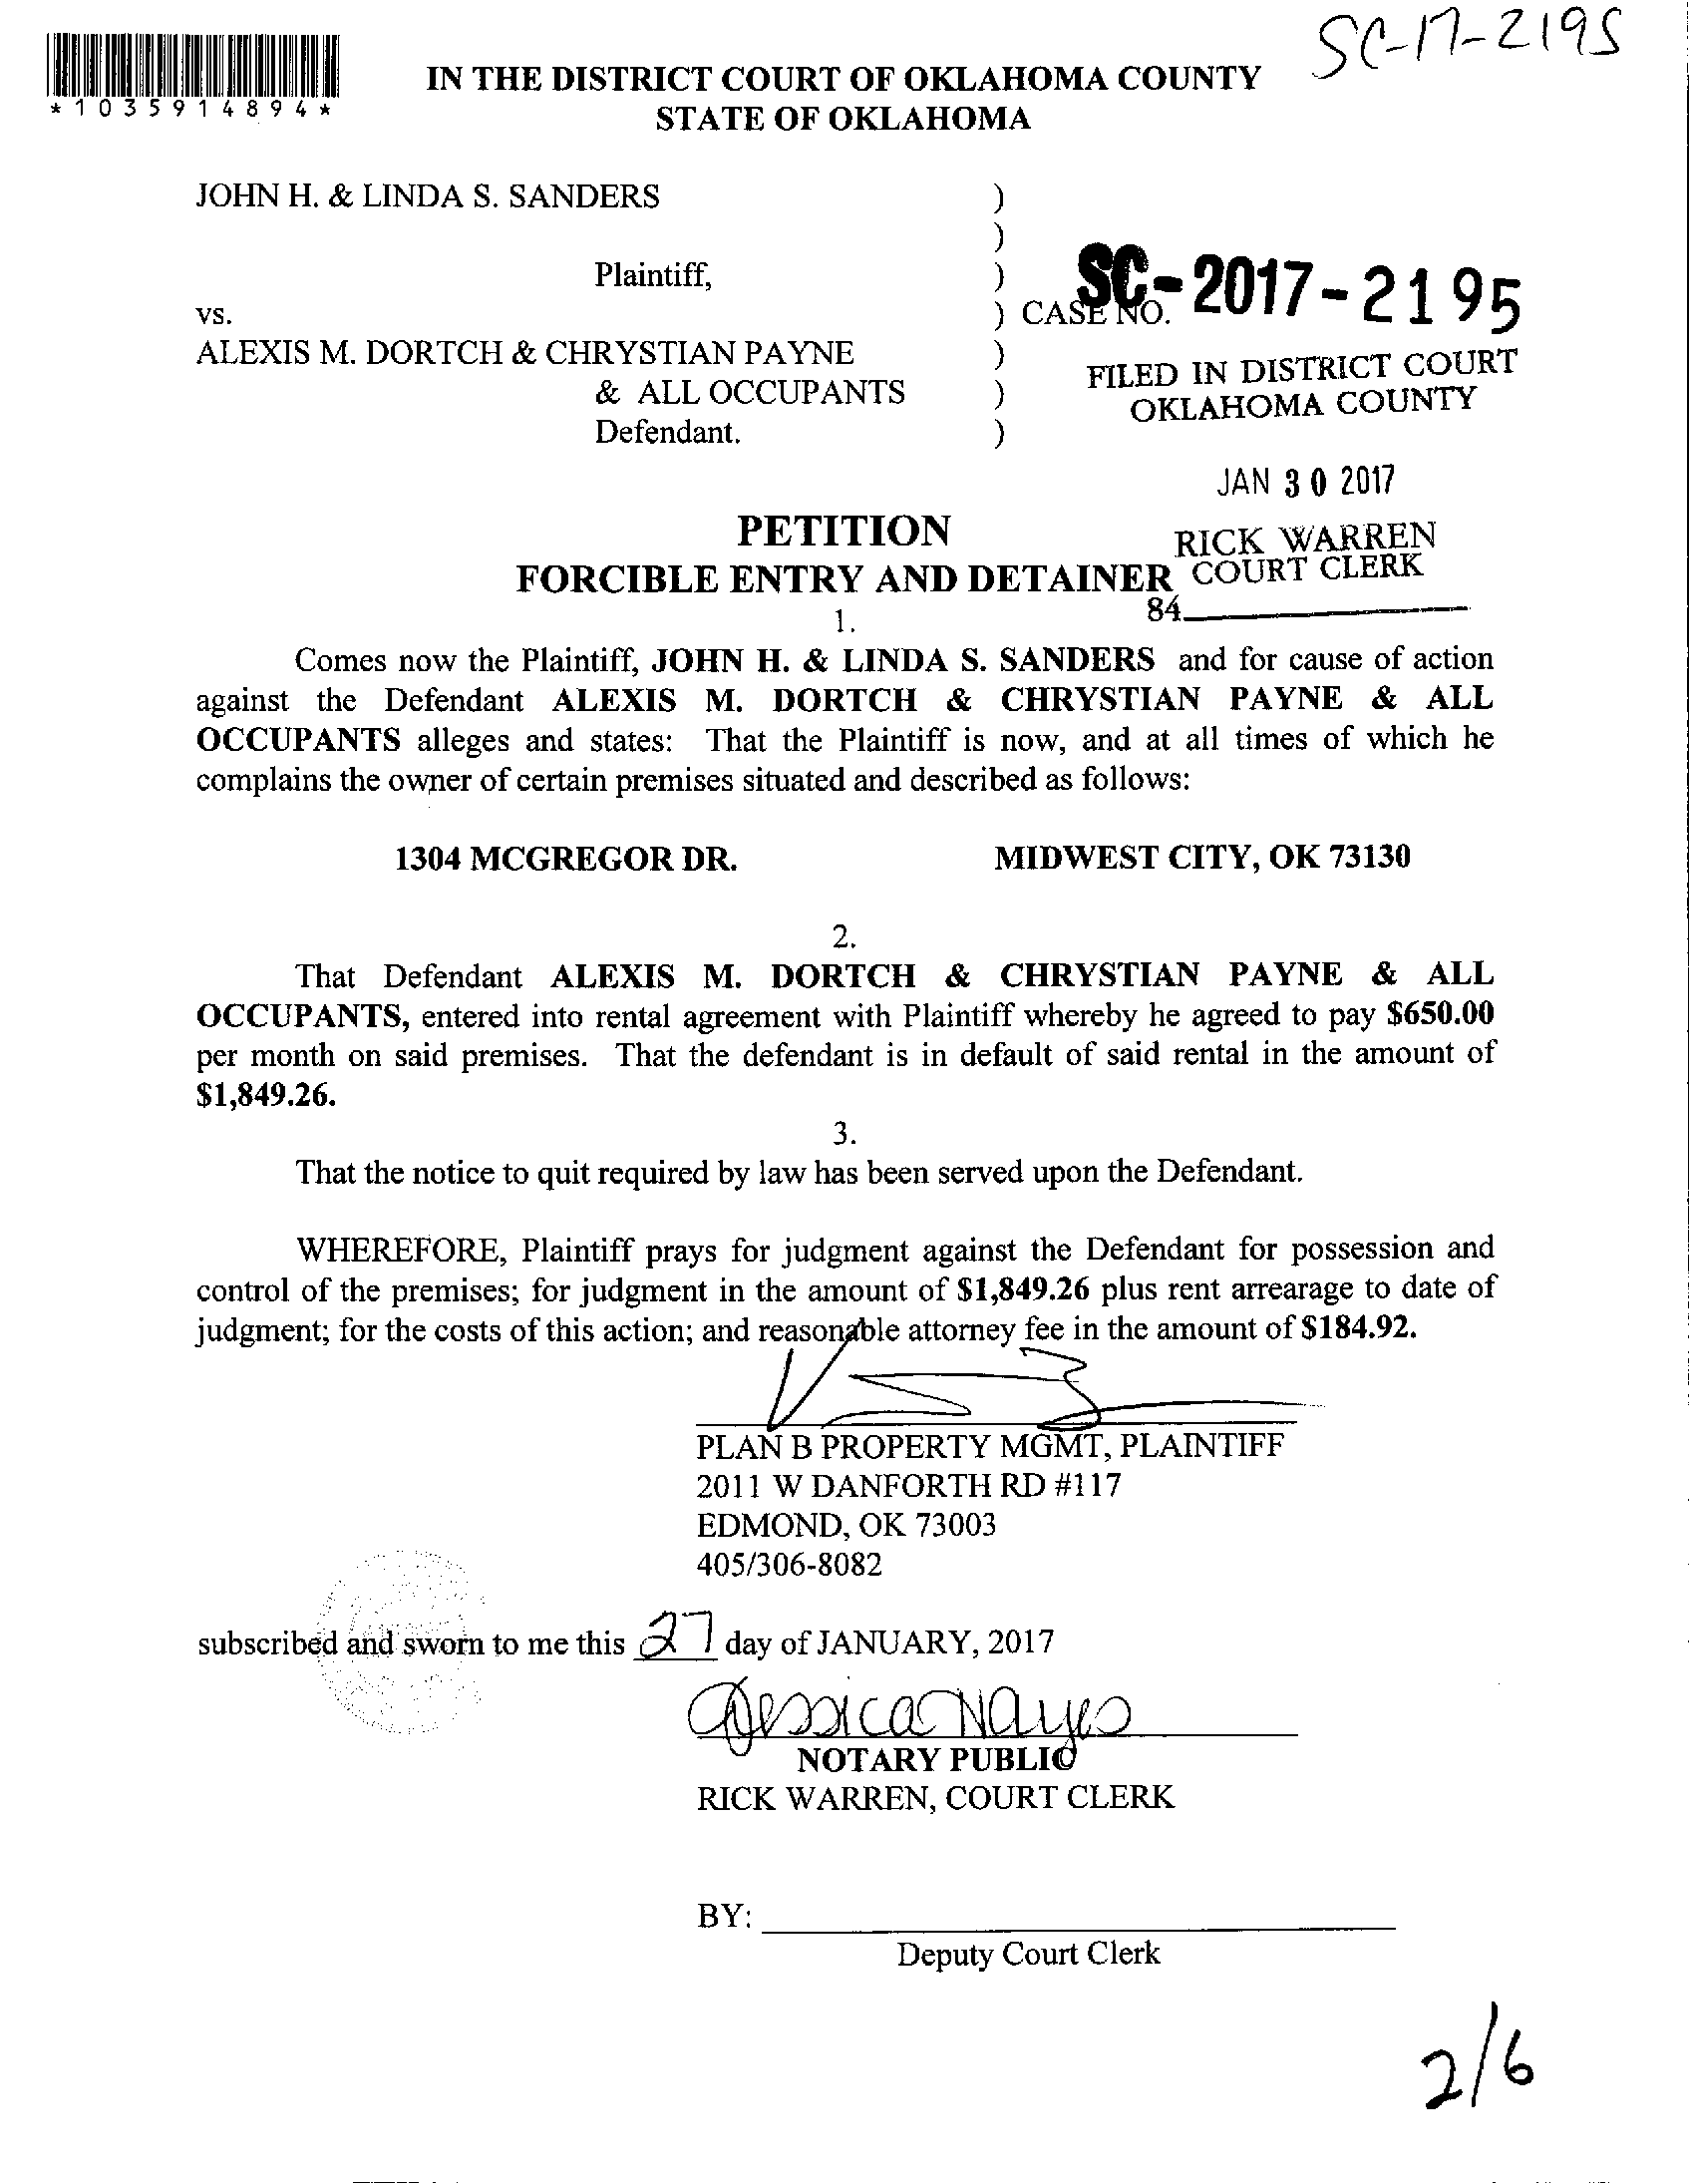 SC-17-2195
*1035914894*
IN THE DISTRICT COURT OF OKLAHOMA COUNTY
STATE OF OKLAHOMA
JOHN H. & LINDA S. SANDERS )
)
Plaintiff, )
vs. ) CASE NO. SC-2017-2195
ALEXIS M. DORTCH & CHRYSTIAN PAYNE )
& ALL OCCUPANTS )
Defendant. )
FILED IN DISTRICT COURT
OKLAHOMA COUNTY
JAN 30 2017
RICK WARREN
COURT CLERK
84
PETITION
FORCIBLE ENTRY AND DETAINER
1.
Comes now the Plaintiff, JOHN H. & LINDA S. SANDERS and for cause of action
against the Defendant ALEXIS M. DORTCH & CHRYSTIAN PAYNE & ALL
OCCUPANTS alleges and states: That the Plaintiff is now, and at all times of which he
complains the owner of certain premises situated and described as follows:
1304 MCGREGOR DR. MIDWEST CITY, OK 73130
2.
That Defendant ALEXIS M. DORTCH & CHRYSTIAN PAYNE & ALL
OCCUPANTS, entered into rental agreement with Plaintiff whereby he agreed to pay $650.00
per month on said premises. That the defendant is in default of said rental in the amount of
$1,849.26.
3.
That the notice to quit required by law has been served upon the Defendant.
WHEREFORE, Plaintiff prays for judgment against the Defendant for possession and
control of the premises; for judgment in the amount of $1,849.26 plus rent arrearage to date of
judgment; for the costs of this action; and reasonable attorney fee in the amount of $184.92.
PLAN B PROPERTY MGMT, PLAINTIFF
2011 W DANFORTH RD #117
EDMOND, OK 73003
405/306-8082
subscribed and sworn to me this 27 day of JANUARY, 2017
Jessica Nayes
NOTARY PUBLIC
RICK WARREN, COURT CLERK
BY:
Deputy Court Clerk
2/6